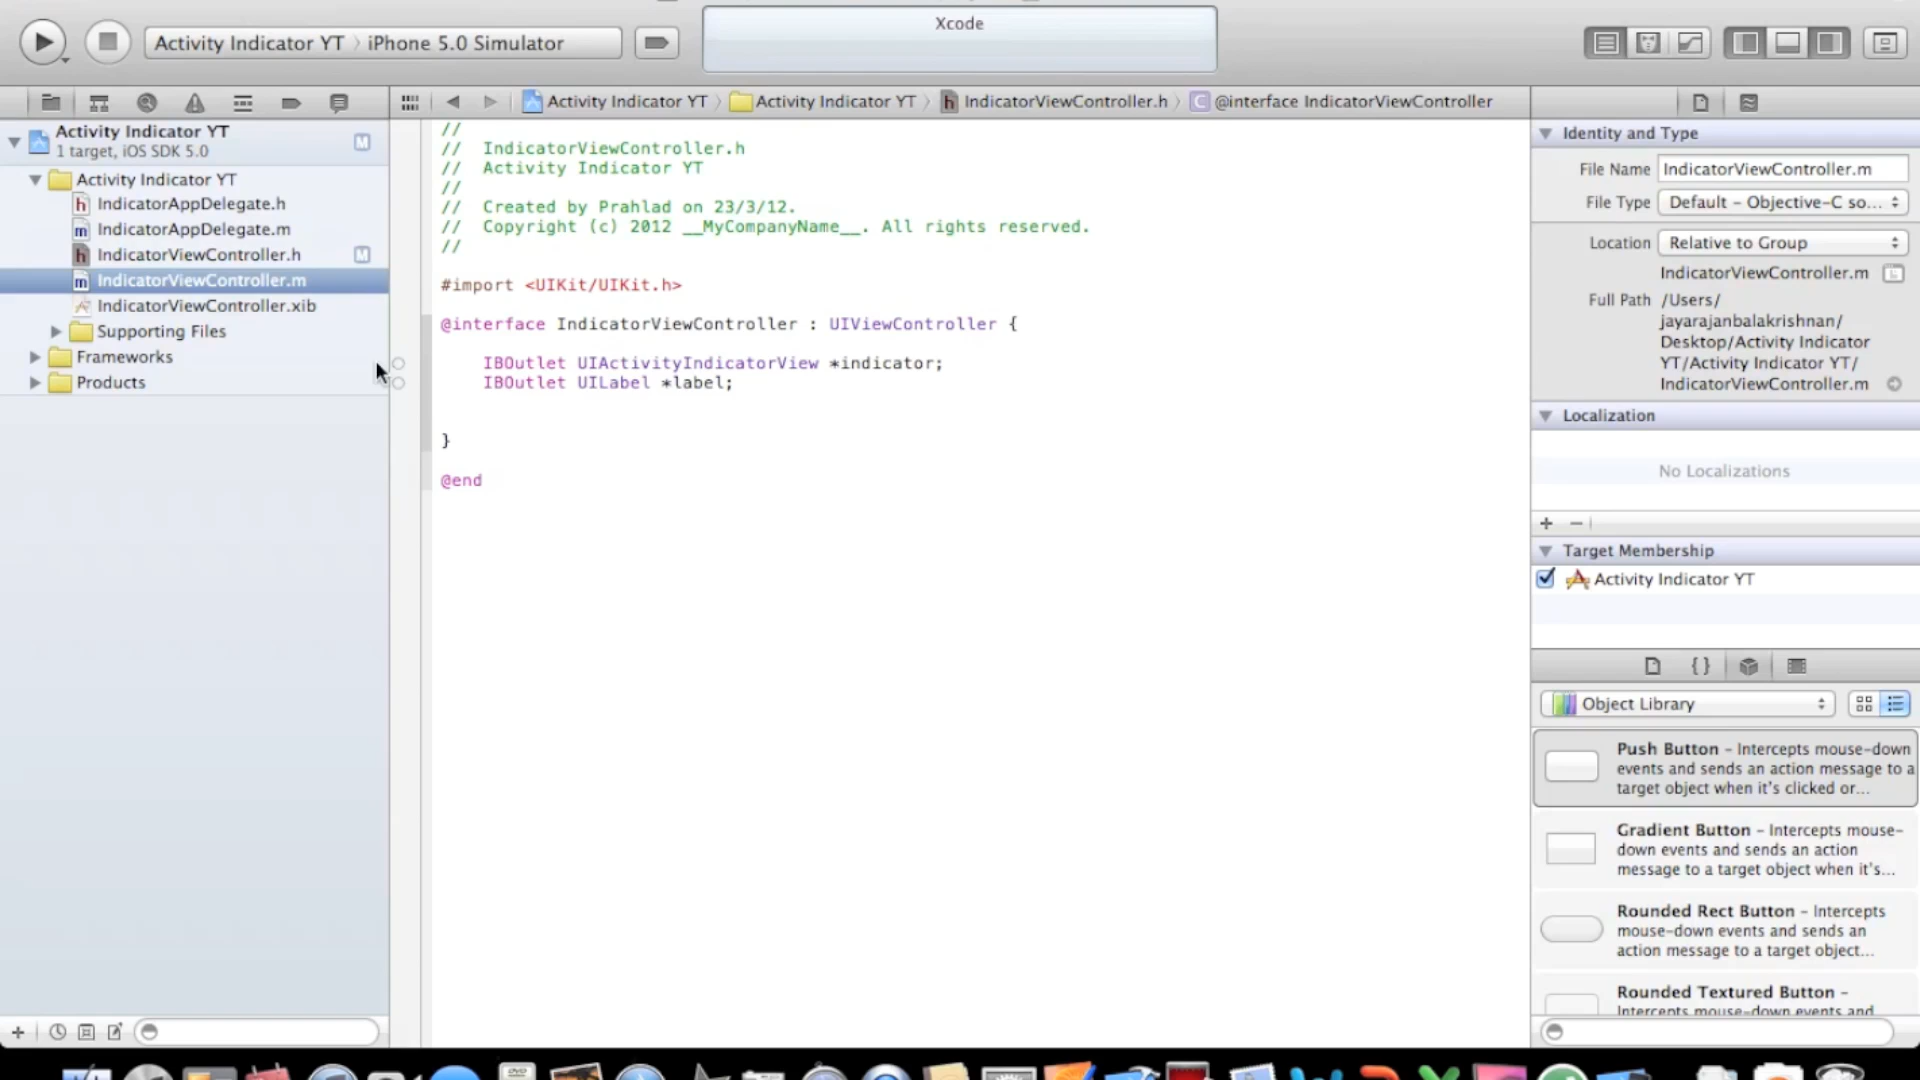 Xcode
Activity Indicator YT 〉 iPhone 5.0 Simulator
Activity Indicator YT 〉 Activity Indicator YT 〉 h IndicatorViewController.h 〉 C @interface IndicatorViewController
Activity Indicator YT M
1 target, iOS SDK 5.0
Activity Indicator YT
h IndicatorAppDelegate.h
m IndicatorAppDelegate.m
h IndicatorViewController.h M
m IndicatorViewController.m
IndicatorViewController.xib
Supporting Files
Frameworks
Products
//
// IndicatorViewController.h
// Activity Indicator YT
//
// Created by Prahlad on 23/3/12.
// Copyright (c) 2012 __MyCompanyName__. All rights reserved.
//
#import <UIKit/UIKit.h>
@interface IndicatorViewController : UIViewController {
IBOutlet UIActivityIndicatorView *indicator;
IBOutlet UILabel *label;
}
@end
Identity and Type
File Name IndicatorViewController.m
File Type Default - Objective-C so...
Location Relative to Group
IndicatorViewController.m
Full Path /Users/
jayarajanbalakrishnan/
Desktop/Activity Indicator
YT/Activity Indicator YT/
IndicatorViewController.m
Localization
No Localizations
+ −
Target Membership
Activity Indicator YT
{ }
Object Library
Push Button - Intercepts mouse-down
events and sends an action message to a
target object when it's clicked or...
Gradient Button - Intercepts mouse-
down events and sends an action
message to a target object when it's...
Rounded Rect Button - Intercepts
mouse-down events and sends an
action message to a target object...
Rounded Textured Button -
Intercepts mouse-down events and